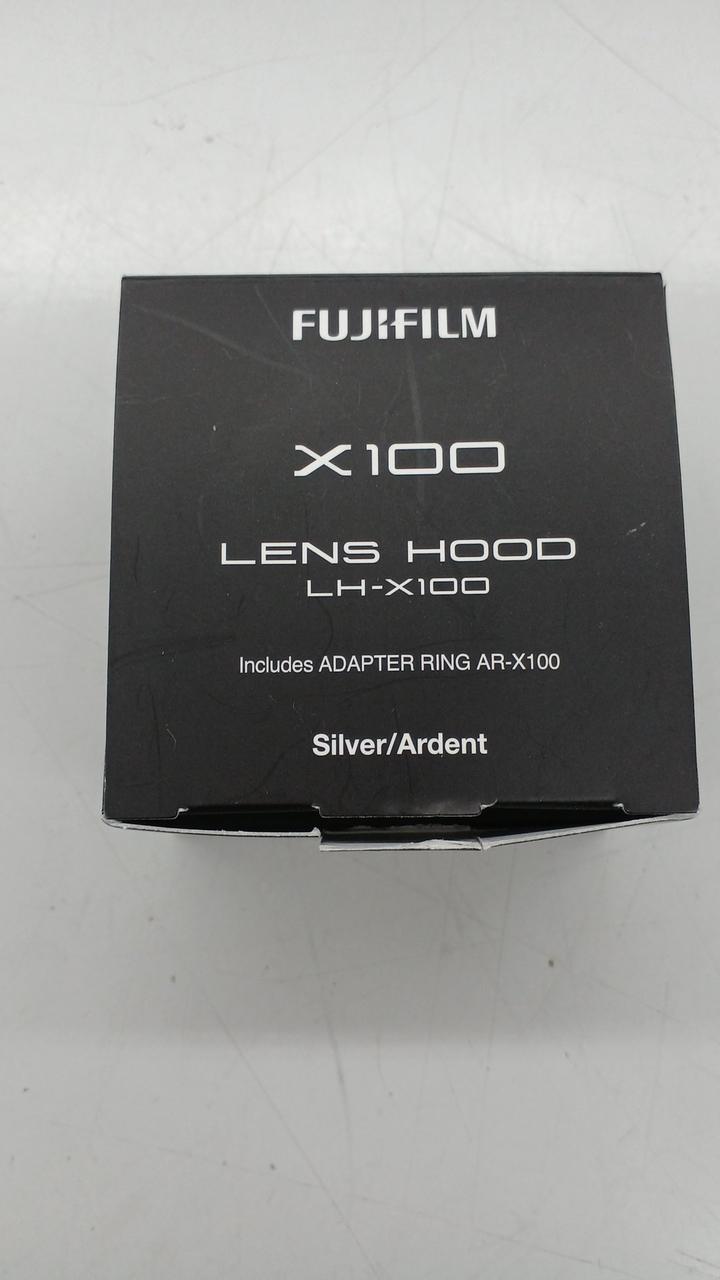 FUJIFILM
X100
LENS HOOD
LH-X100
Includes ADAPTER RING AR-X100
Silver/Ardent